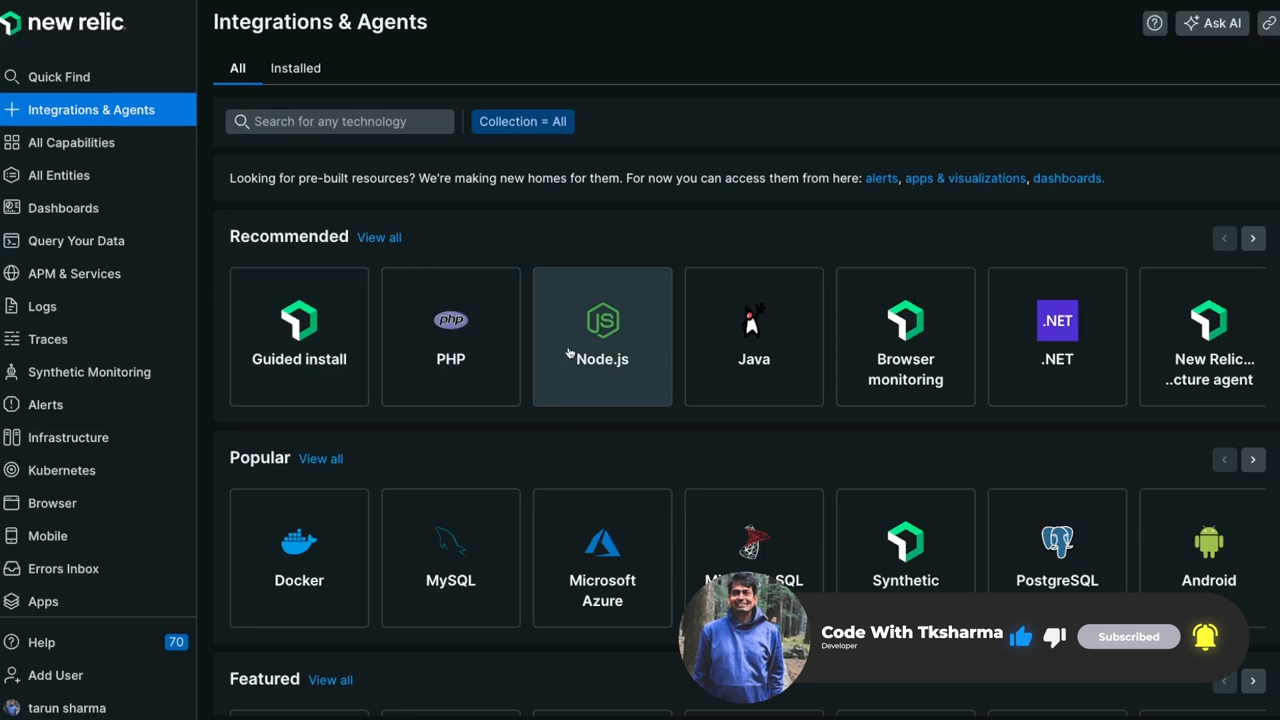 new relic.
Integrations & Agents
Ask AI
All
Installed
Quick Find
Integrations & Agents
All Capabilities
All Entities
Dashboards
Query Your Data
APM & Services
Logs
Traces
Synthetic Monitoring
Alerts
Infrastructure
Kubernetes
Browser
Mobile
Errors Inbox
Apps
Help
70
Add User
tarun sharma
Search for any technology
Collection = All
Looking for pre-built resources? We're making new homes for them. For now you can access them from here: alerts, apps & visualizations, dashboards.
Recommended View all
Guided install
php
PHP
JS
Node.js
Java
Browser
monitoring
.NET
.NET
New Relic...
..cture agent
Popular View all
Docker
MySQL
Microsoft
Azure
SQL
Synthetic
PostgreSQL
Android
Code With Tksharma
Developer
Subscribed
Featured View all